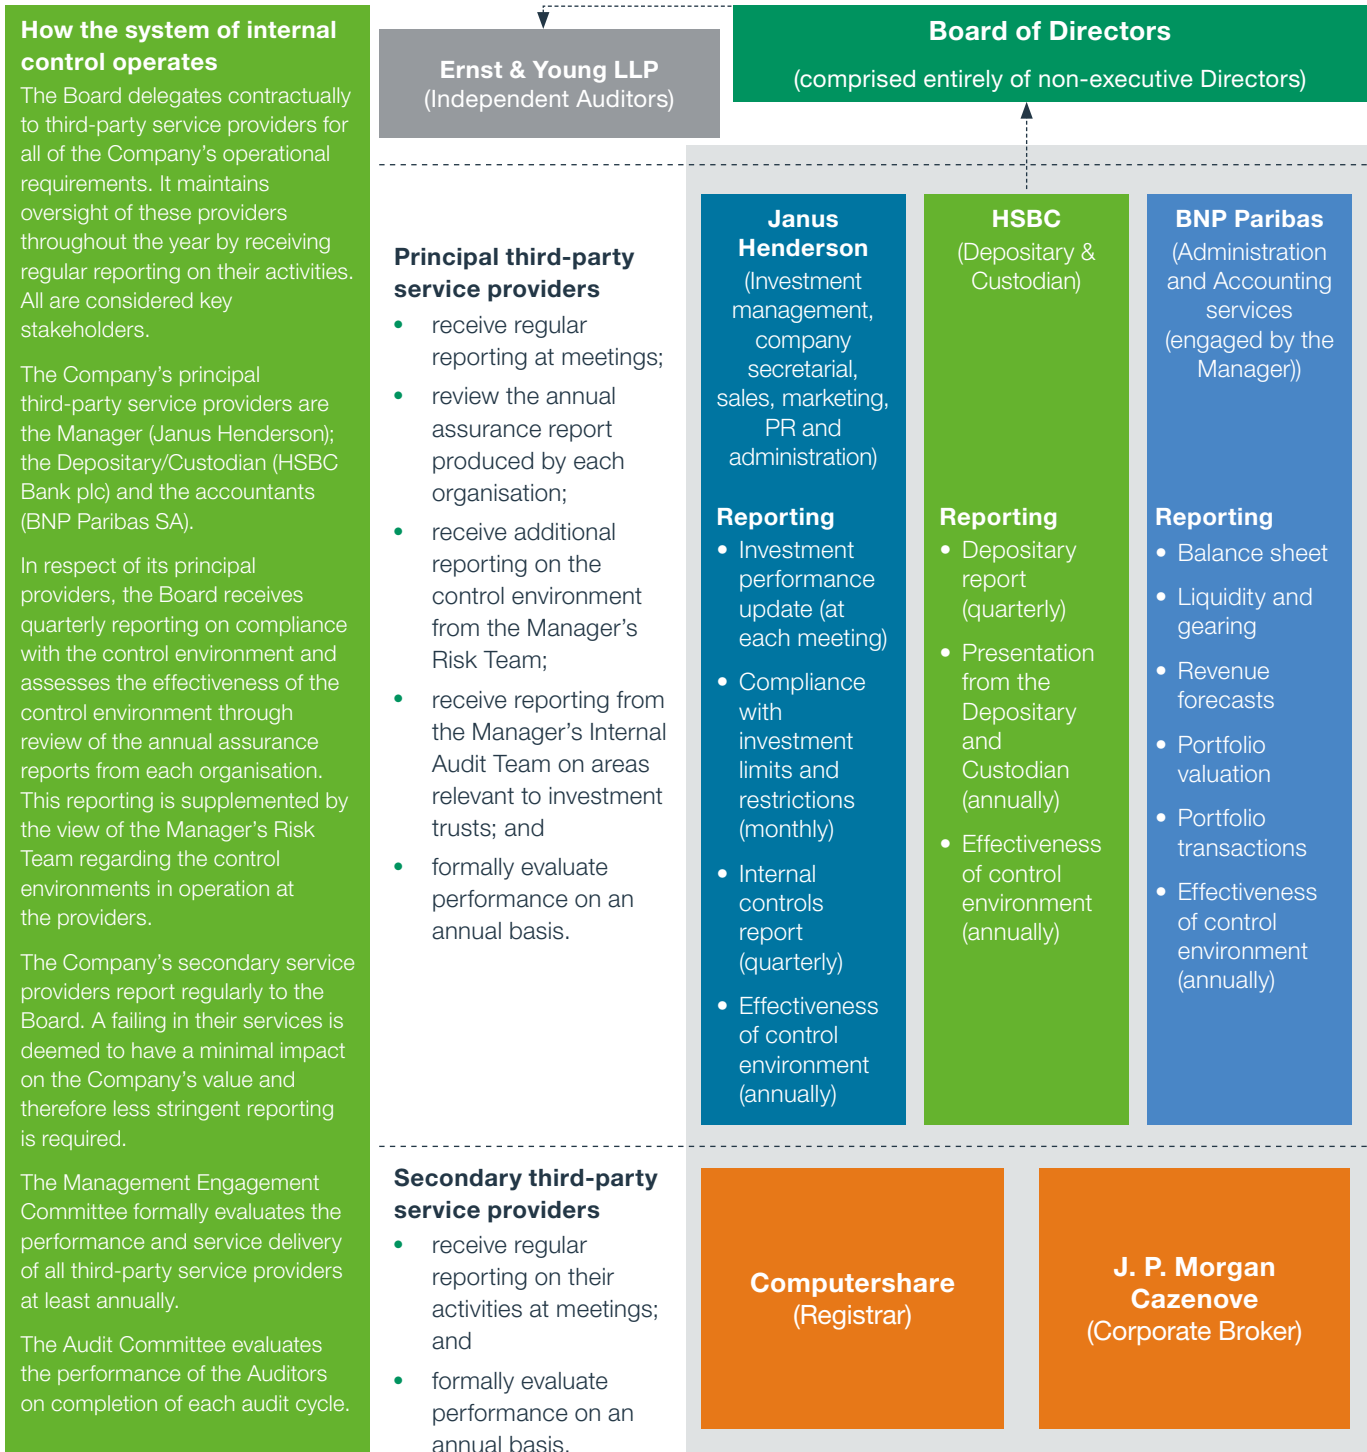 How the system of internal
control operates
The Board delegates contractually
to third-party service providers for
all of the Company's operational
requirements. It maintains
oversight of these providers
throughout the year by receiving
regular reporting on their activities.
All are considered key
stakeholders.
The Company's principal
third-party service providers are
the Manager (Janus Henderson);
the Depositary/Custodian (HSBC
Bank plc) and the accountants
(BNP Paribas SA).
In respect of its principal
providers, the Board receives
quarterly reporting on compliance
with the control environment and
assesses the effectiveness of the
control environment through
review of the annual assurance
reports from each organisation.
This reporting is supplemented by
the view of the Manager's Risk
Team regarding the control
environments in operation at
the providers.
The Company's secondary service
providers report regularly to the
Board. A failing in their services is
deemed to have a minimal impact
on the Company's value and
therefore less stringent reporting
is required.
The Management Engagement
Committee formally evaluates the
performance and service delivery
of all third-party service providers
at least annually.
The Audit Committee evaluates
the performance of the Auditors
on completion of each audit cycle.
Ernst & Young LLP
(Independent Auditors)
Board of Directors
(comprised entirely of non-executive Directors)
Principal third-party
service providers
• receive regular
reporting at meetings;
• review the annual
assurance report
produced by each
organisation;
• receive additional
reporting on the
control environment
from the Manager's
Risk Team;
• receive reporting from
the Manager's Internal
Audit Team on areas
relevant to investment
trusts; and
• formally evaluate
performance on an
annual basis.
Janus
Henderson
(Investment
management,
company
secretarial,
sales, marketing,
PR and
administration)
Reporting
• Investment
performance
update (at
each meeting)
• Compliance
with
investment
limits and
restrictions
(monthly)
• Internal
controls
report
(quarterly)
• Effectiveness
of control
environment
(annually)
HSBC
(Depositary &
Custodian)
Reporting
• Depositary
report
(quarterly)
• Presentation
from the
Depositary
and
Custodian
(annually)
• Effectiveness
of control
environment
(annually)
BNP Paribas
(Administration
and Accounting
services
(engaged by the
Manager))
Reporting
• Balance sheet
• Liquidity and
gearing
• Revenue
forecasts
• Portfolio
valuation
• Portfolio
transactions
• Effectiveness
of control
environment
(annually)
Secondary third-party
service providers
• receive regular
reporting on their
activities at meetings;
and
• formally evaluate
performance on an
annual basis.
Computershare
(Registrar)
J. P. Morgan
Cazenove
(Corporate Broker)